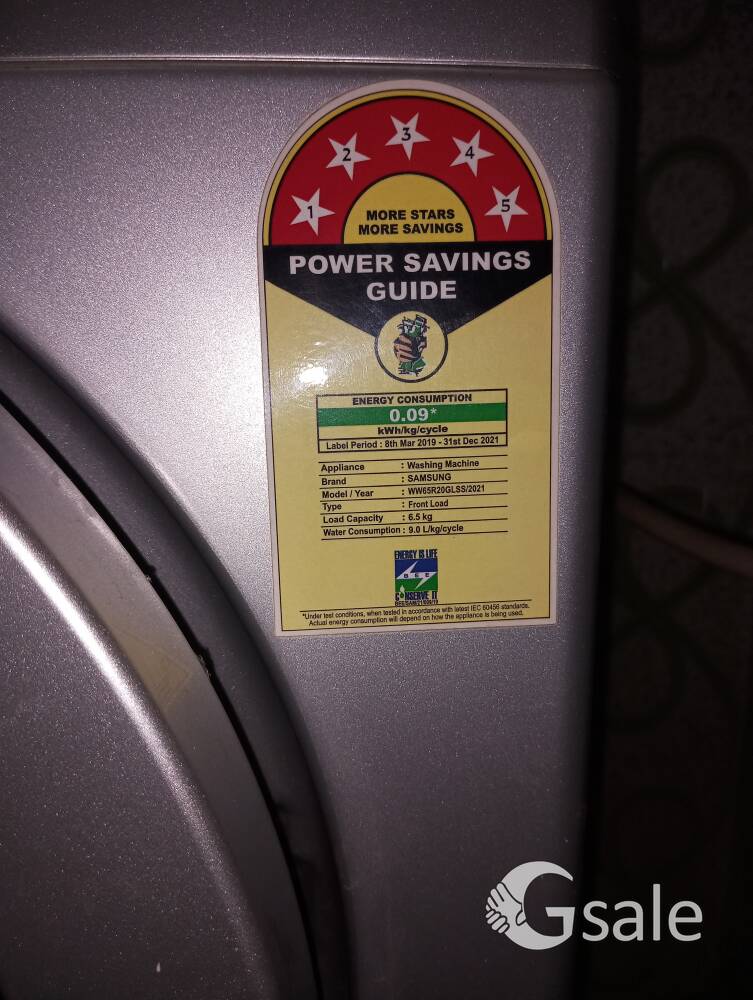 1
2
3
4
5
MORE STARS
MORE SAVINGS
POWER SAVINGS
GUIDE
ENERGY CONSUMPTION
0.09*
kWh/kg/cycle
Label Period : 8th Mar 2019 - 31st Dec 2021
Appliance : Washing Machine
Brand : SAMSUNG
Model / Year : WW65R20GLSS/2021
Type : Front Load
Load Capacity : 6.5 kg
Water Consumption : 9.0 L/kg/cycle
ENERGY IS LIFE
BEE
CONSERVE IT
*Under test conditions, when tested in accordance with latest IEC 60456 standards.
Actual energy consumption will depend on how the appliance is being used.
Gsale